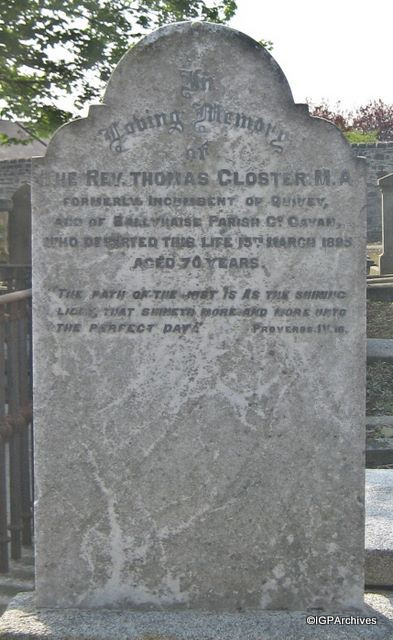 In
Loving Memory
of
THE REV. THOMAS CLOSTER. M.A
FORMERLY INCUMBENT OF QUIVEY,
AND OF BALLYHAISE PARISH CO. CAVAN,
WHO DEPARTED THIS LIFE 15TH MARCH 1895
AGED 70 YEARS.
"THE PATH OF THE JUST IS AS THE SHINING
LIGHT, THAT SHINETH MORE AND MORE UNTO
THE PERFECT DAY." PROVERBS. IV. 18.
©IGPArchives